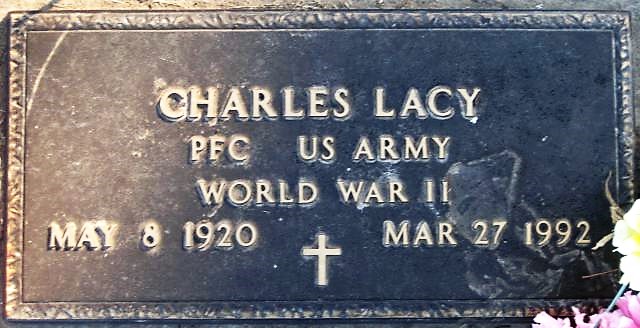 CHARLES LACY
PFC US ARMY
WORLD WAR II
MAY 8 1920 MAR 27 1992